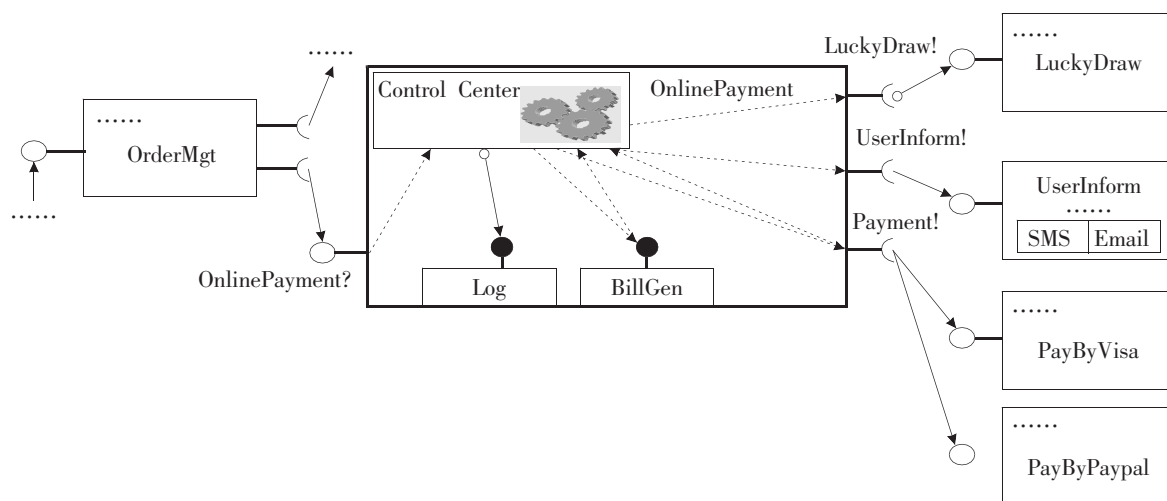 ……
OrderMgt
……
……
OnlinePayment?
Control Center
OnlinePayment
Log
BillGen
LuckyDraw!
UserInform!
Payment!
……
LuckyDraw
UserInform
……
SMS Email
……
PayByVisa
……
PayByPaypal